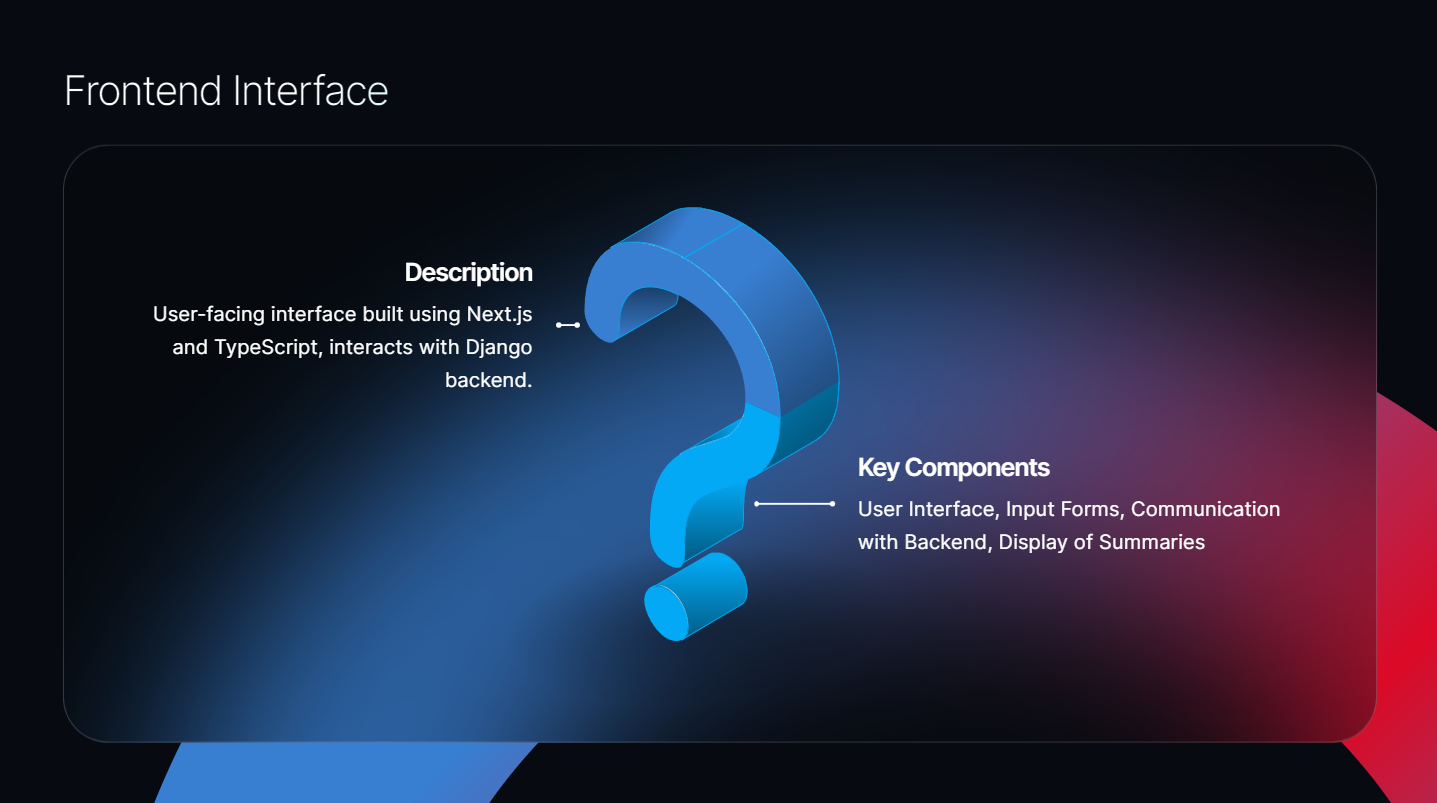 Frontend Interface
Description
User-facing interface built using Next.js
and TypeScript, interacts with Django
backend.
Key Components
User Interface, Input Forms, Communication
with Backend, Display of Summaries